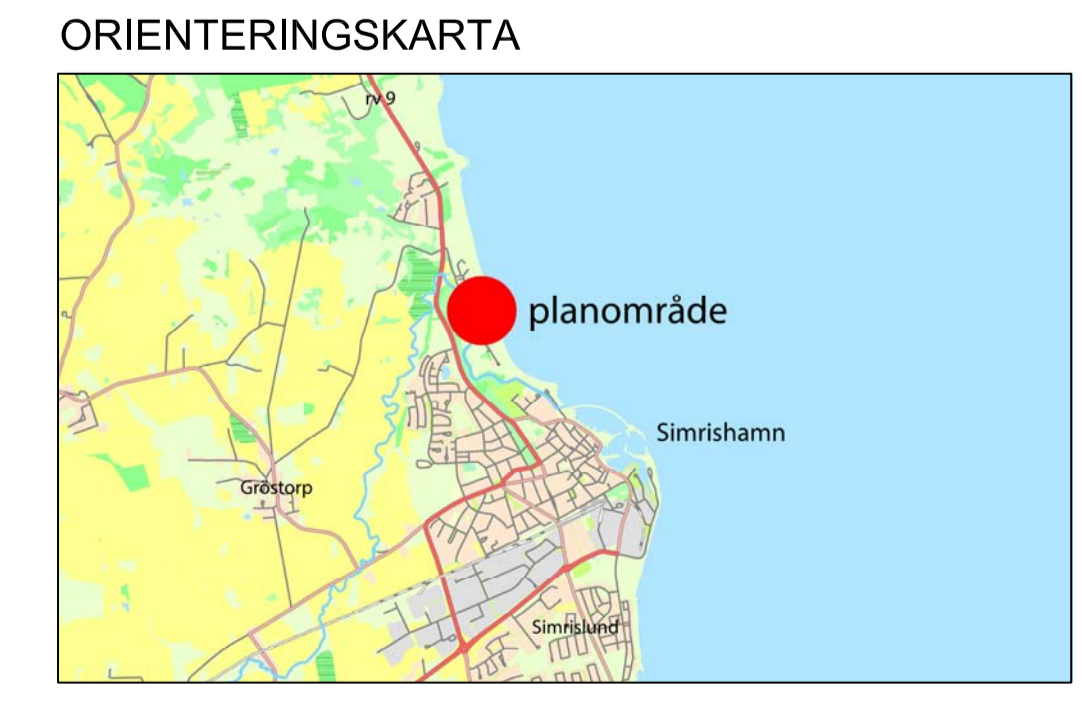 ORIENTERINGSKARTA
rv 9
planområde
Simrishamn
Gröstorp
Simrislund